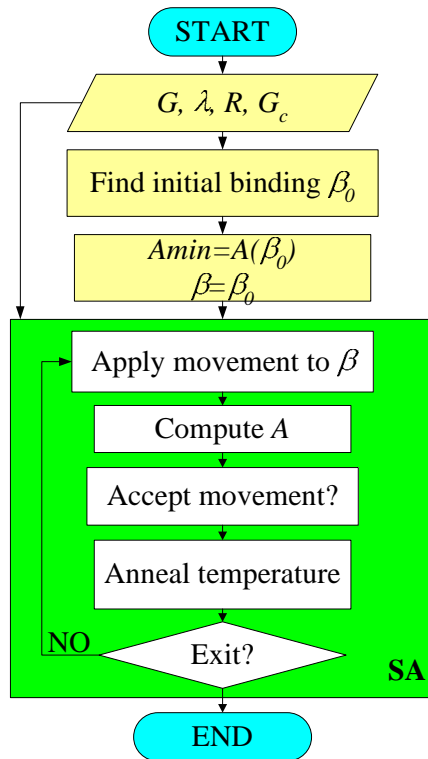 START
G, λ, R, G_c
Find initial binding β_0
Amin=A(β_0)
β=β_0
Apply movement to β
Compute A
Accept movement?
Anneal temperature
NO
Exit?
SA
END